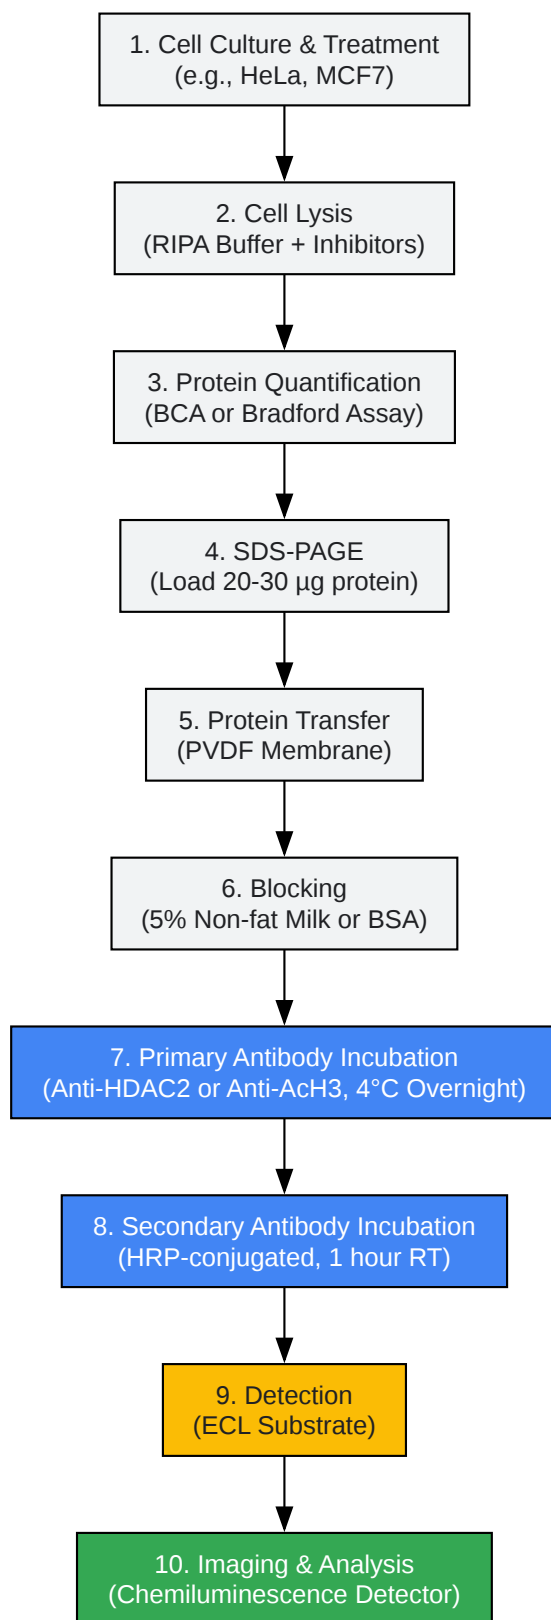 1. Cell Culture & Treatment
(e.g., HeLa, MCF7)
2. Cell Lysis
(RIPA Buffer + Inhibitors)
3. Protein Quantification
(BCA or Bradford Assay)
4. SDS-PAGE
(Load 20-30 µg protein)
5. Protein Transfer
(PVDF Membrane)
6. Blocking
(5% Non-fat Milk or BSA)
7. Primary Antibody Incubation
(Anti-HDAC2 or Anti-AcH3, 4°C Overnight)
8. Secondary Antibody Incubation
(HRP-conjugated, 1 hour RT)
9. Detection
(ECL Substrate)
10. Imaging & Analysis
(Chemiluminescence Detector)